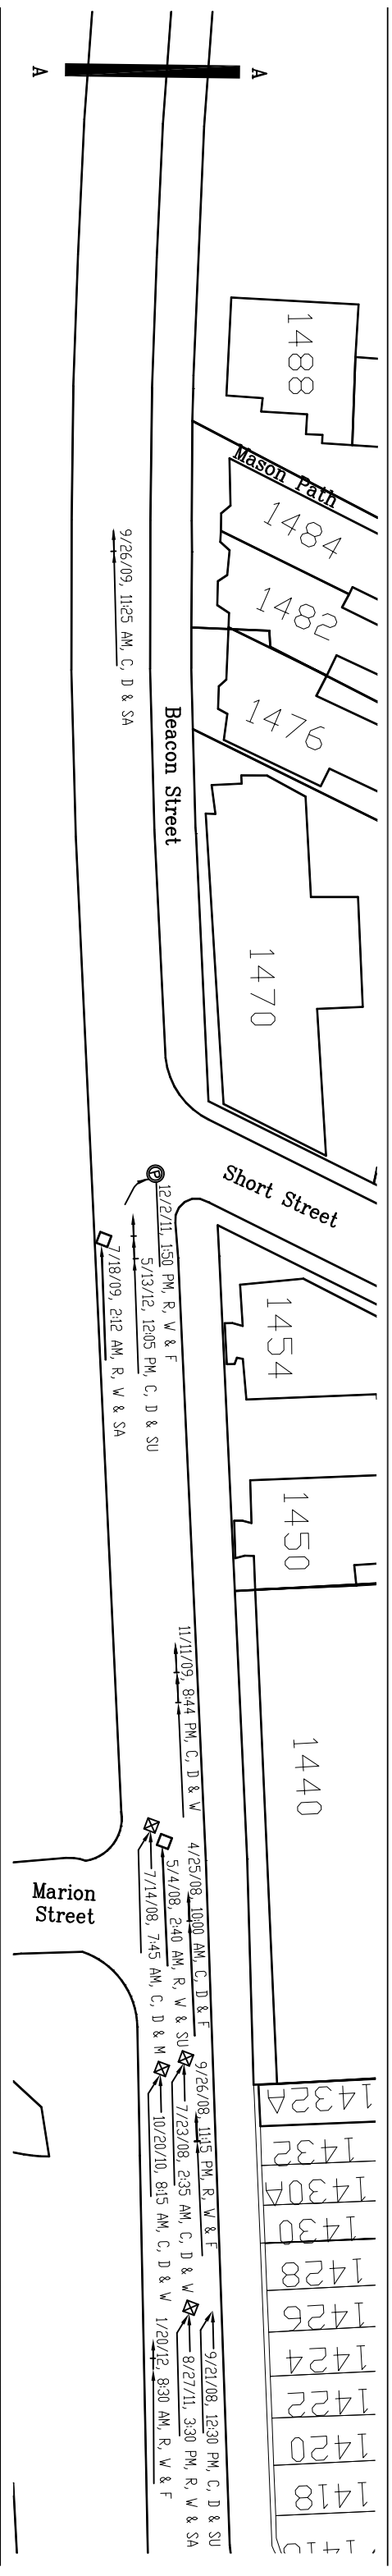 A
A
1488
Mason Path
1484
1482
1476
9/26/09, 11:25 AM, C, D & SA
Beacon Street
1470
Short Street
P
12/2/11, 1:50 PM, R, W & F
5/13/12, 12:05 PM, C, D & SU
7/18/09, 2:12 AM, R, W & SA
1454
1450
11/11/09, 8:44 PM, C, D & W
1440
Marion
Street
4/25/08, 10:00 AM, C, D & F
5/4/08, 2:40 AM, R, W & SU
7/14/08, 7:45 AM, C, D & M
9/26/08, 11:15 PM, R, W & F
7/23/08, 2:35 AM, C, D & W
10/20/10, 8:15 AM, C, D & W
9/21/08, 12:30 PM, C, D & SU
8/27/11, 3:30 PM, R, W & SA
1/20/12, 8:30 AM, R, W & F
1432A
1432
1430A
1430
1428
1426
1424
1422
1420
1418